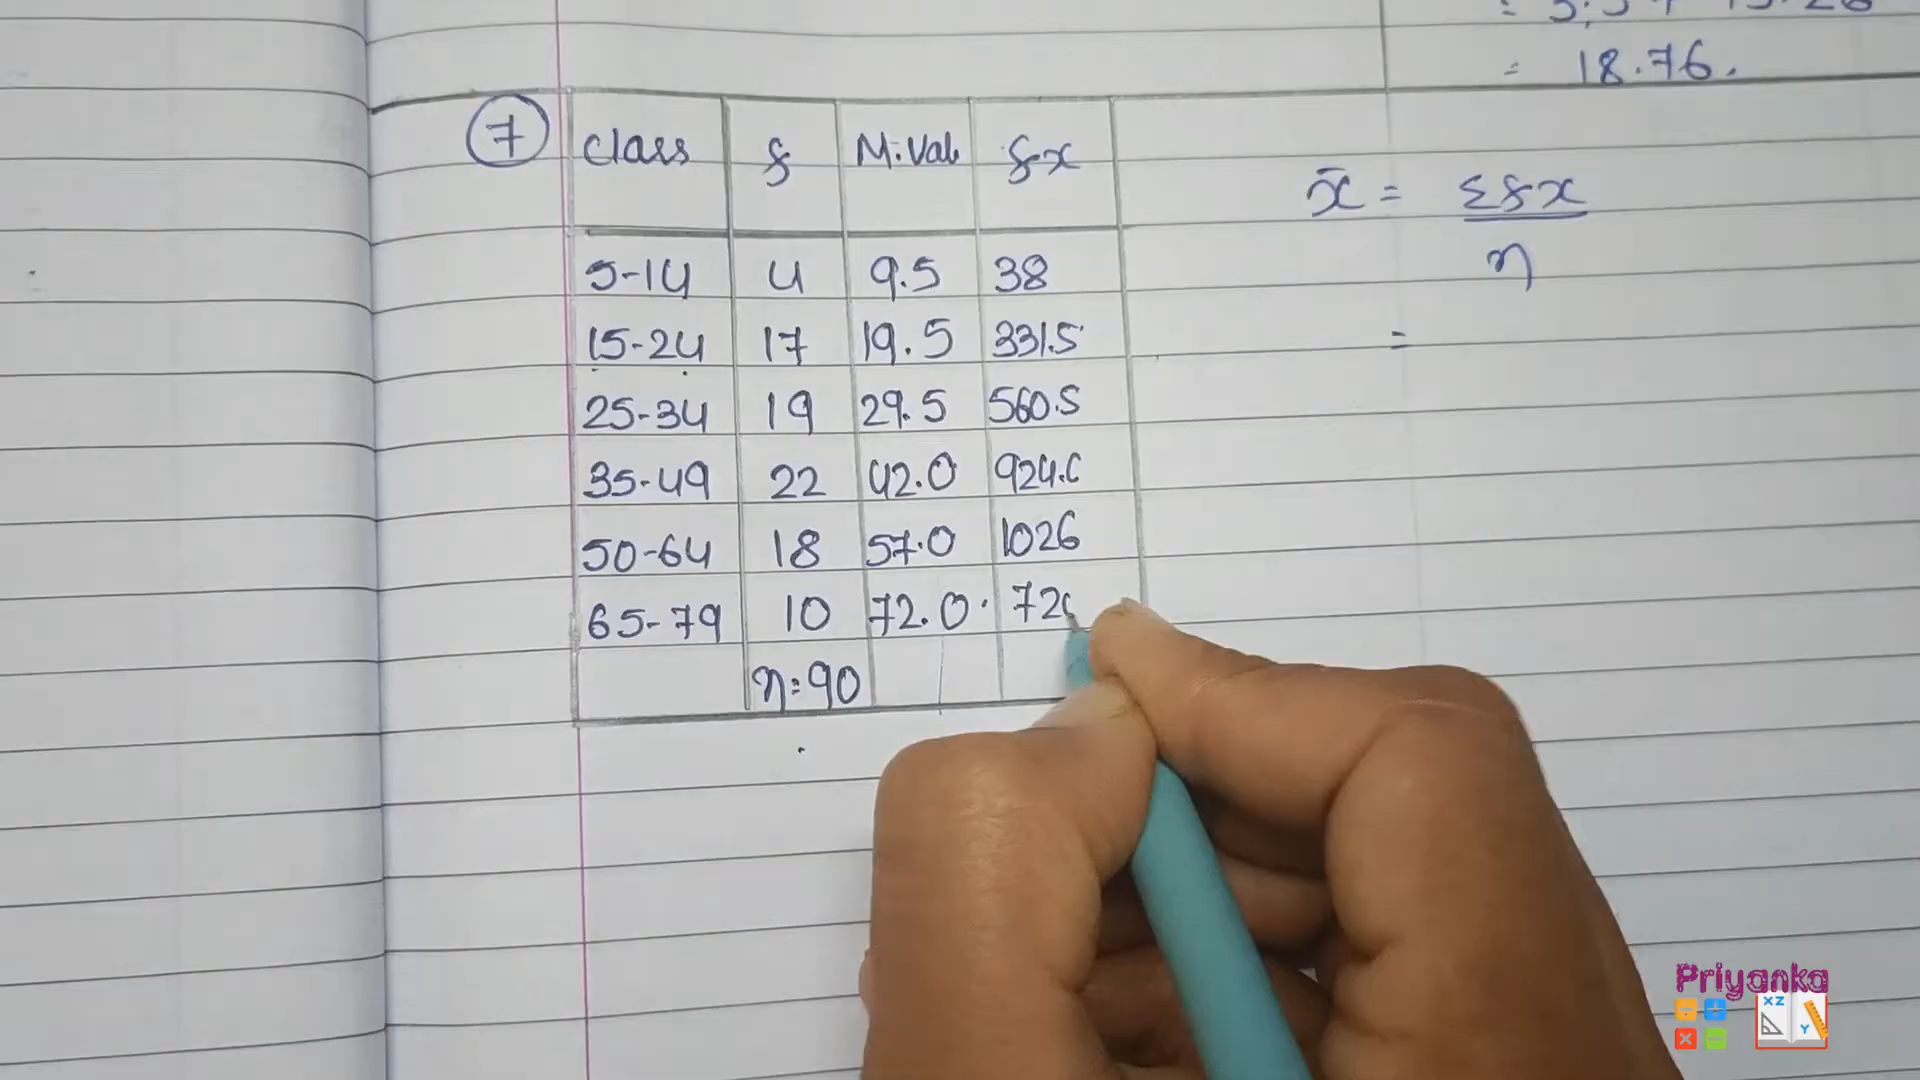 = 18.76.
7 Class f M.Val fx
x̄ = Σfx
n
5-14 4 9.5 38
=
15-24 17 19.5 331.5
25-34 19 29.5 560.5
35-49 22 42.0 924.0
50-64 18 57.0 1026
65-79 10 72.0 720
n=90
Priyanka
XZ
Y